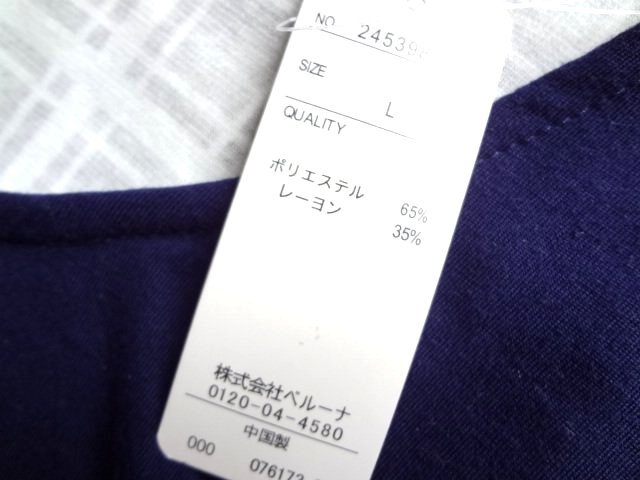 NO. 24539
SIZE
L
QUALITY
ポリエステル 65%
レーヨン 35%
株式会社ベルーナ
0120-04-4580
中国製
000 076173